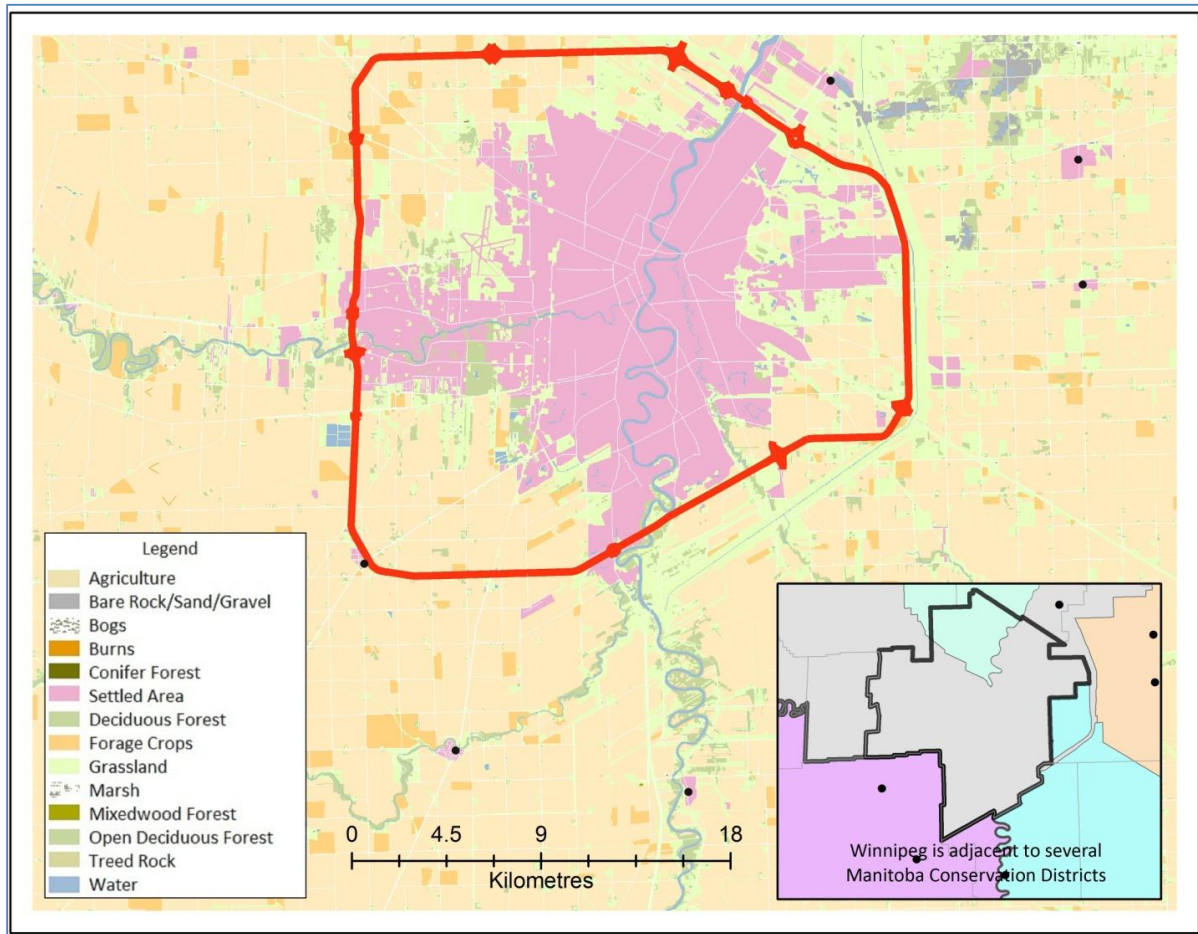 Legend
Agriculture
Bare Rock/Sand/Gravel
Bogs
Burns
Conifer Forest
Settled Area
Deciduous Forest
Forage Crops
Grassland
Marsh
Mixedwood Forest
Open Deciduous Forest
Treed Rock
Water
0 4.5 9 18
Kilometres
Winnipeg is adjacent to several
Manitoba Conservation Districts